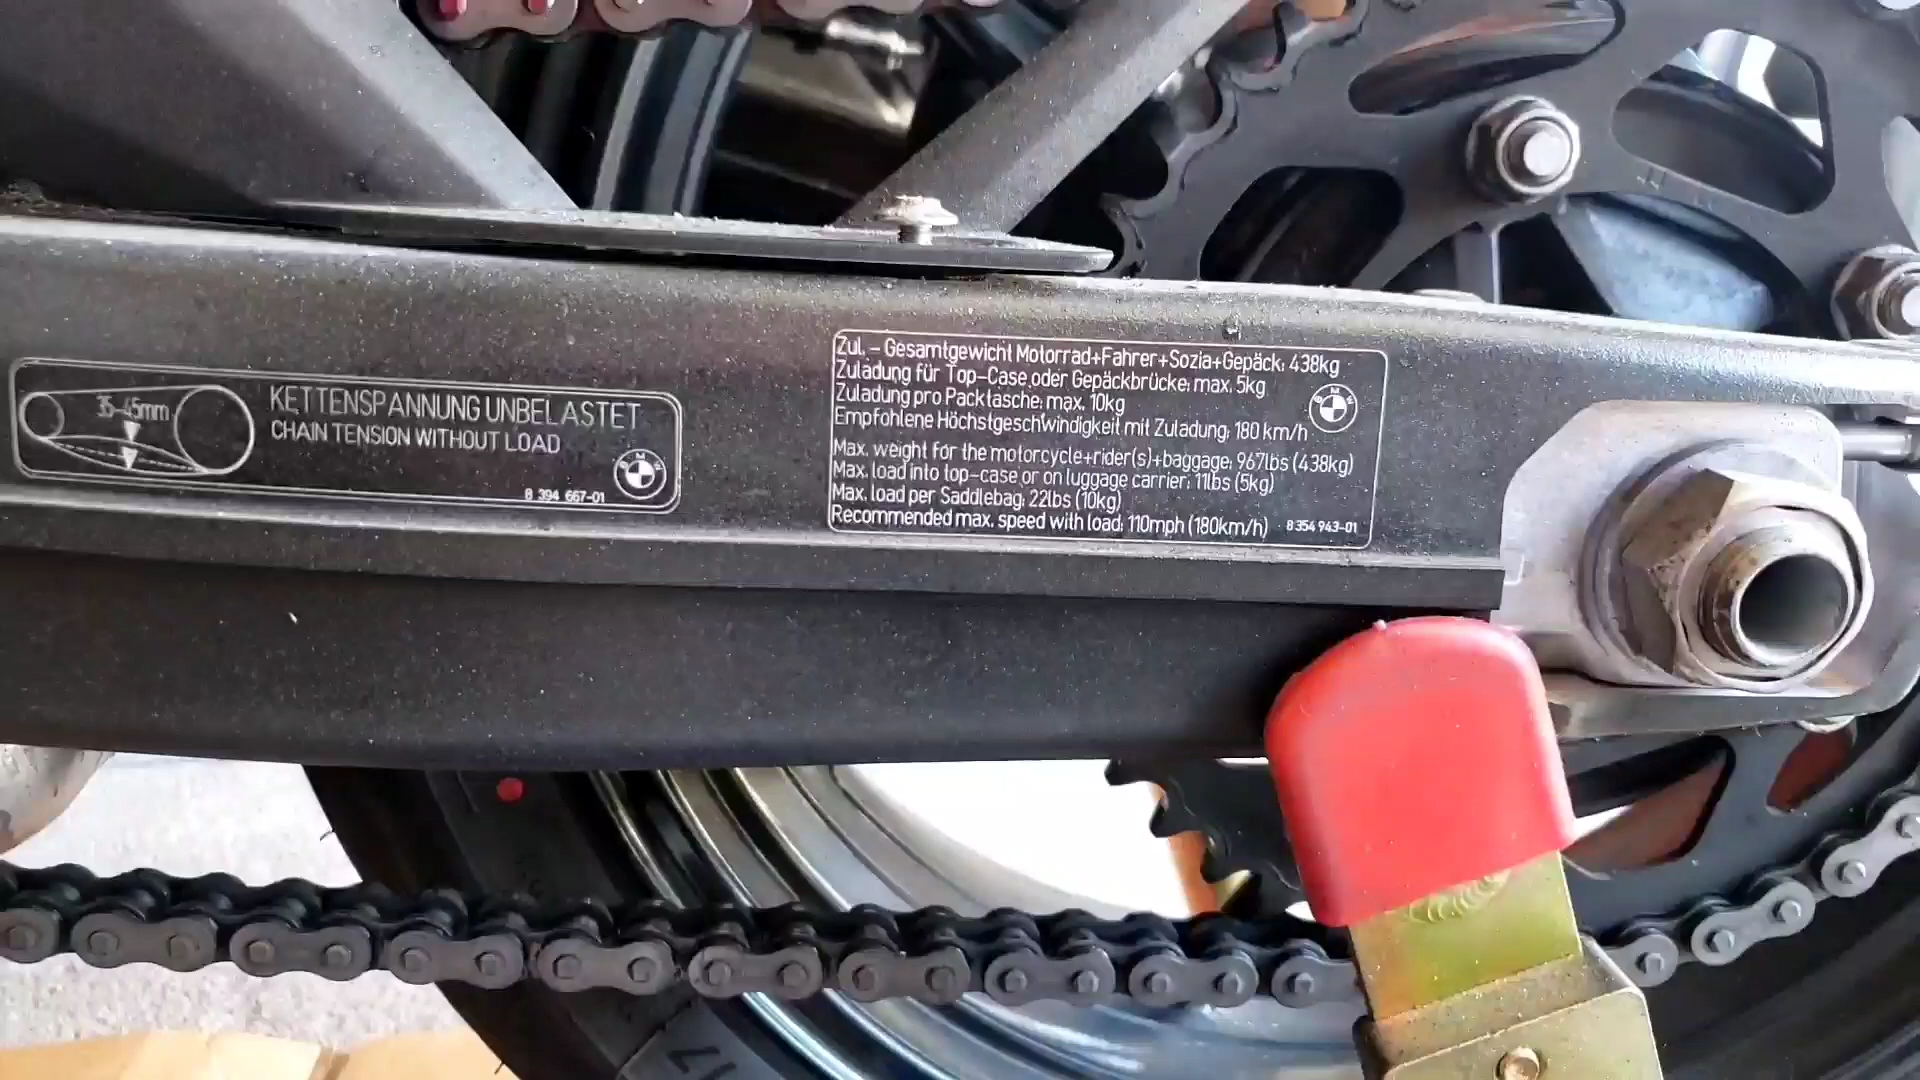 35-45mm
KETTENSPANNUNG UNBELASTET
CHAIN TENSION WITHOUT LOAD
BMW
8 394 667-01
Zul. - Gesamtgewicht Motorrad+Fahrer+Sozia+Gepäck: 438kg
Zuladung für Top-Case oder Gepäckbrücke: max. 5kg
Zuladung pro Packtasche: max. 10kg
Empfohlene Höchstgeschwindigkeit mit Zuladung: 180 km/h
BMW
Max. weight for the motorcycle+rider(s)+baggage: 967lbs (438kg)
Max. load into top-case or on luggage carrier: 11lbs (5kg)
Max. load per Saddlebag: 22lbs (10kg)
Recommended max. speed with load: 110mph (180km/h)
8 354 943-01